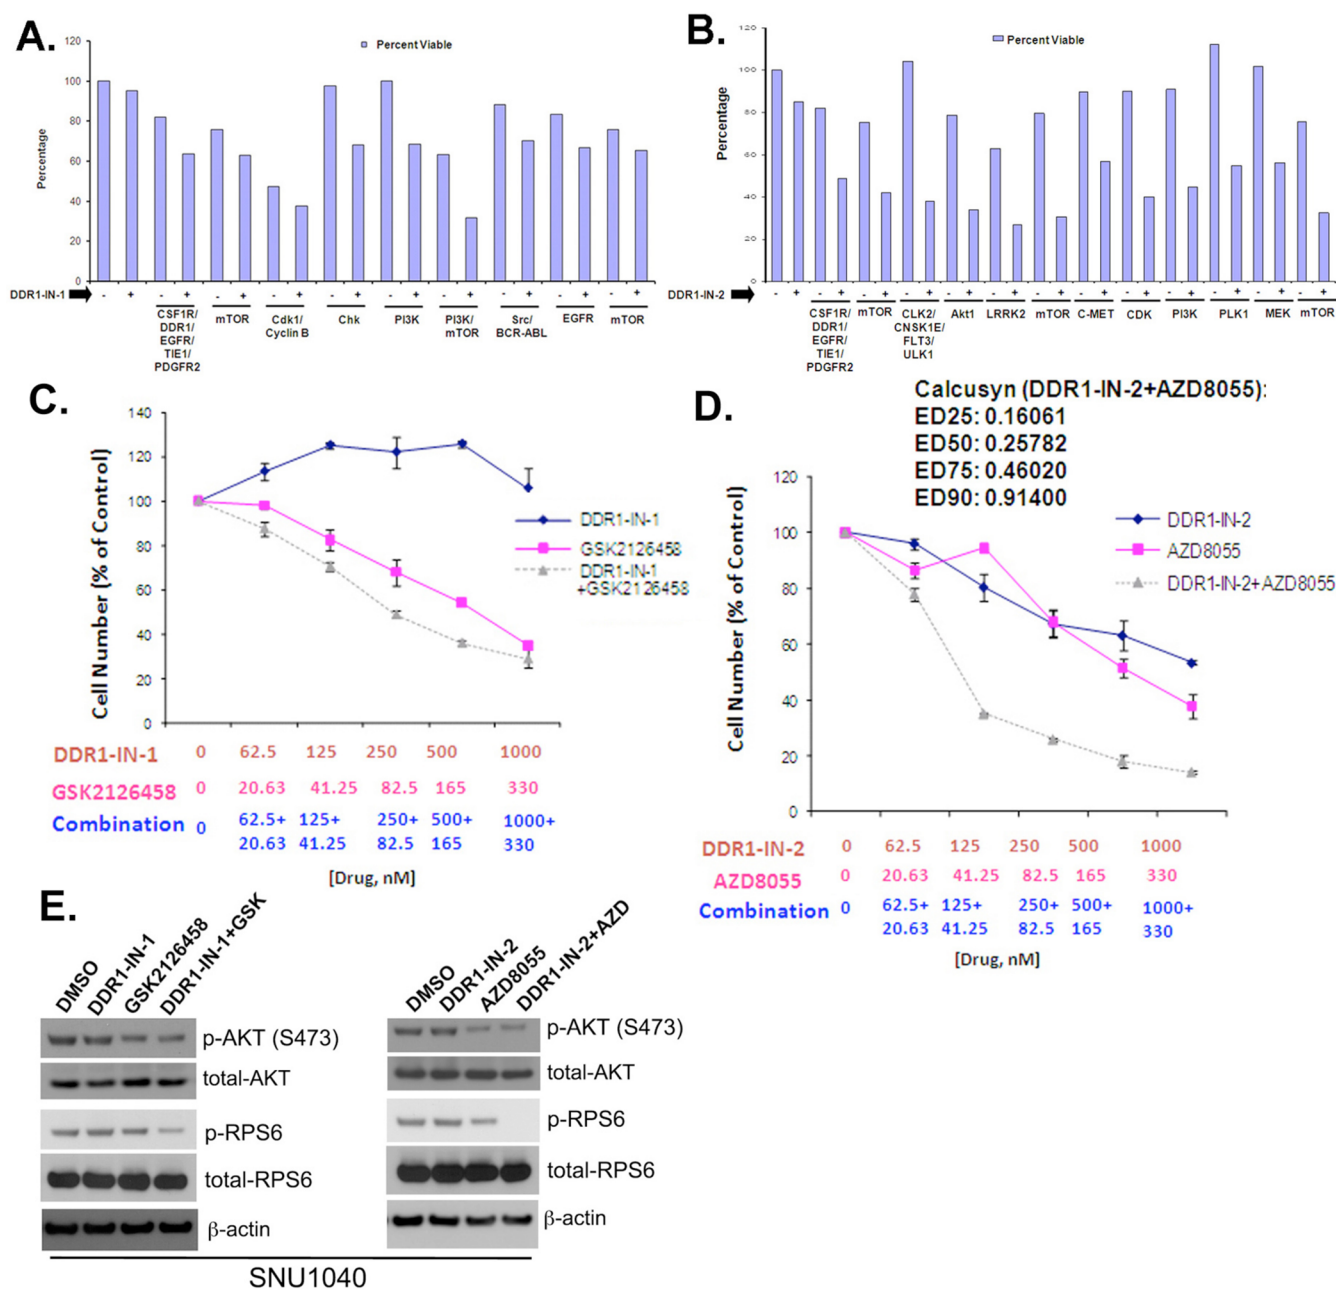 A.
Percent Viable
120
100
80
60
40
20
0
Percentage
DDR1-IN-1
- + - + - + - + - + - + - + - + - + - +
CSF1R/
DDR1/
EGFR/
TIE1/
PDGFR2
mTOR
Cdk1/
Cyclin B
Chk
PI3K
PI3K/
mTOR
Src/
BCR-ABL
EGFR
mTOR
B.
Percent Viable
120
100
80
60
40
20
0
Percentage
DDR1-IN-2
- + - + - + - + - + - + - + - + - + - + - + - + - +
CSF1R/
DDR1/
EGFR/
TIE1/
PDGFR2
mTOR
CLK2/
CNSK1E/
FLT3/
ULK1
Akt1
LRRK2
mTOR
C-MET
CDK
PI3K
PLK1
MEK
mTOR
C.
140
120
100
80
60
40
20
0
Cell Number (% of Control)
DDR1-IN-1
GSK2126458
DDR1-IN-1
+GSK2126458
DDR1-IN-1 0 62.5 125 250 500 1000
GSK2126458 0 20.63 41.25 82.5 165 330
Combination 0 62.5+ 125+ 250+ 500+ 1000+
20.63 41.25 82.5 165 330
[Drug, nM]
D.
Calcusyn (DDR1-IN-2+AZD8055):
ED25: 0.16061
ED50: 0.25782
ED75: 0.46020
ED90: 0.91400
120
100
80
60
40
20
0
Cell Number (% of Control)
DDR1-IN-2
AZD8055
DDR1-IN-2+AZD8055
DDR1-IN-2 0 62.5 125 250 500 1000
AZD8055 0 20.63 41.25 82.5 165 330
Combination 0 62.5+ 125+ 250+ 500+ 1000+
20.63 41.25 82.5 165 330
[Drug, nM]
E.
DMSO
DDR1-IN-1
GSK2126458
DDR1-IN-1+GSK
p-AKT (S473)
total-AKT
p-RPS6
total-RPS6
β-actin
DMSO
DDR1-IN-2
AZD8055
DDR1-IN-2+AZD
p-AKT (S473)
total-AKT
p-RPS6
total-RPS6
β-actin
SNU1040